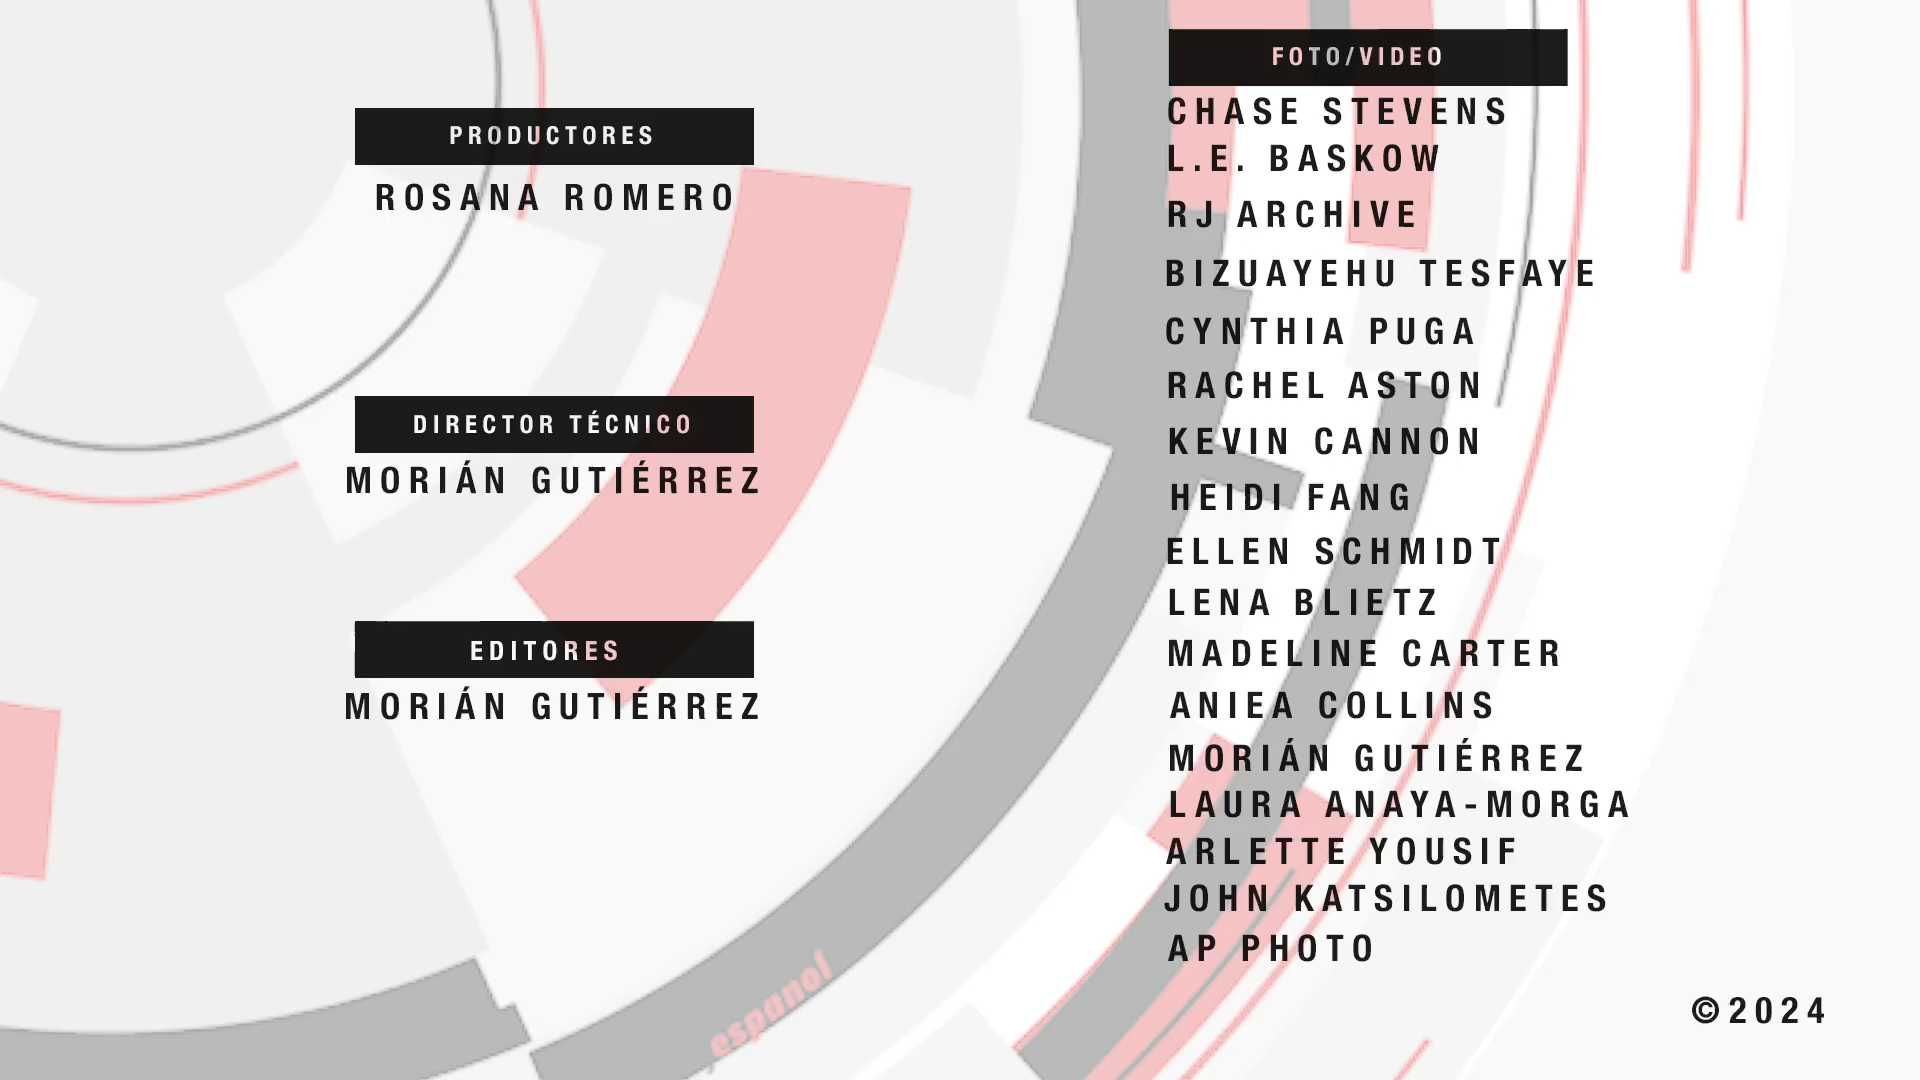 PRODUCTORES
ROSANA ROMERO
DIRECTOR TÉCNICO
MORIÁN GUTIÉRREZ
EDITORES
MORIÁN GUTIÉRREZ
FOTO/VIDEO
CHASE STEVENS
L.E. BASKOW
RJ ARCHIVE
BIZUAYEHU TESFAYE
CYNTHIA PUGA
RACHEL ASTON
KEVIN CANNON
HEIDI FANG
ELLEN SCHMIDT
LENA BLIETZ
MADELINE CARTER
ANIEA COLLINS
MORIÁN GUTIÉRREZ
LAURA ANAYA-MORGA
ARLETTE YOUSIF
JOHN KATSILOMETES
AP PHOTO
espanol
©2024